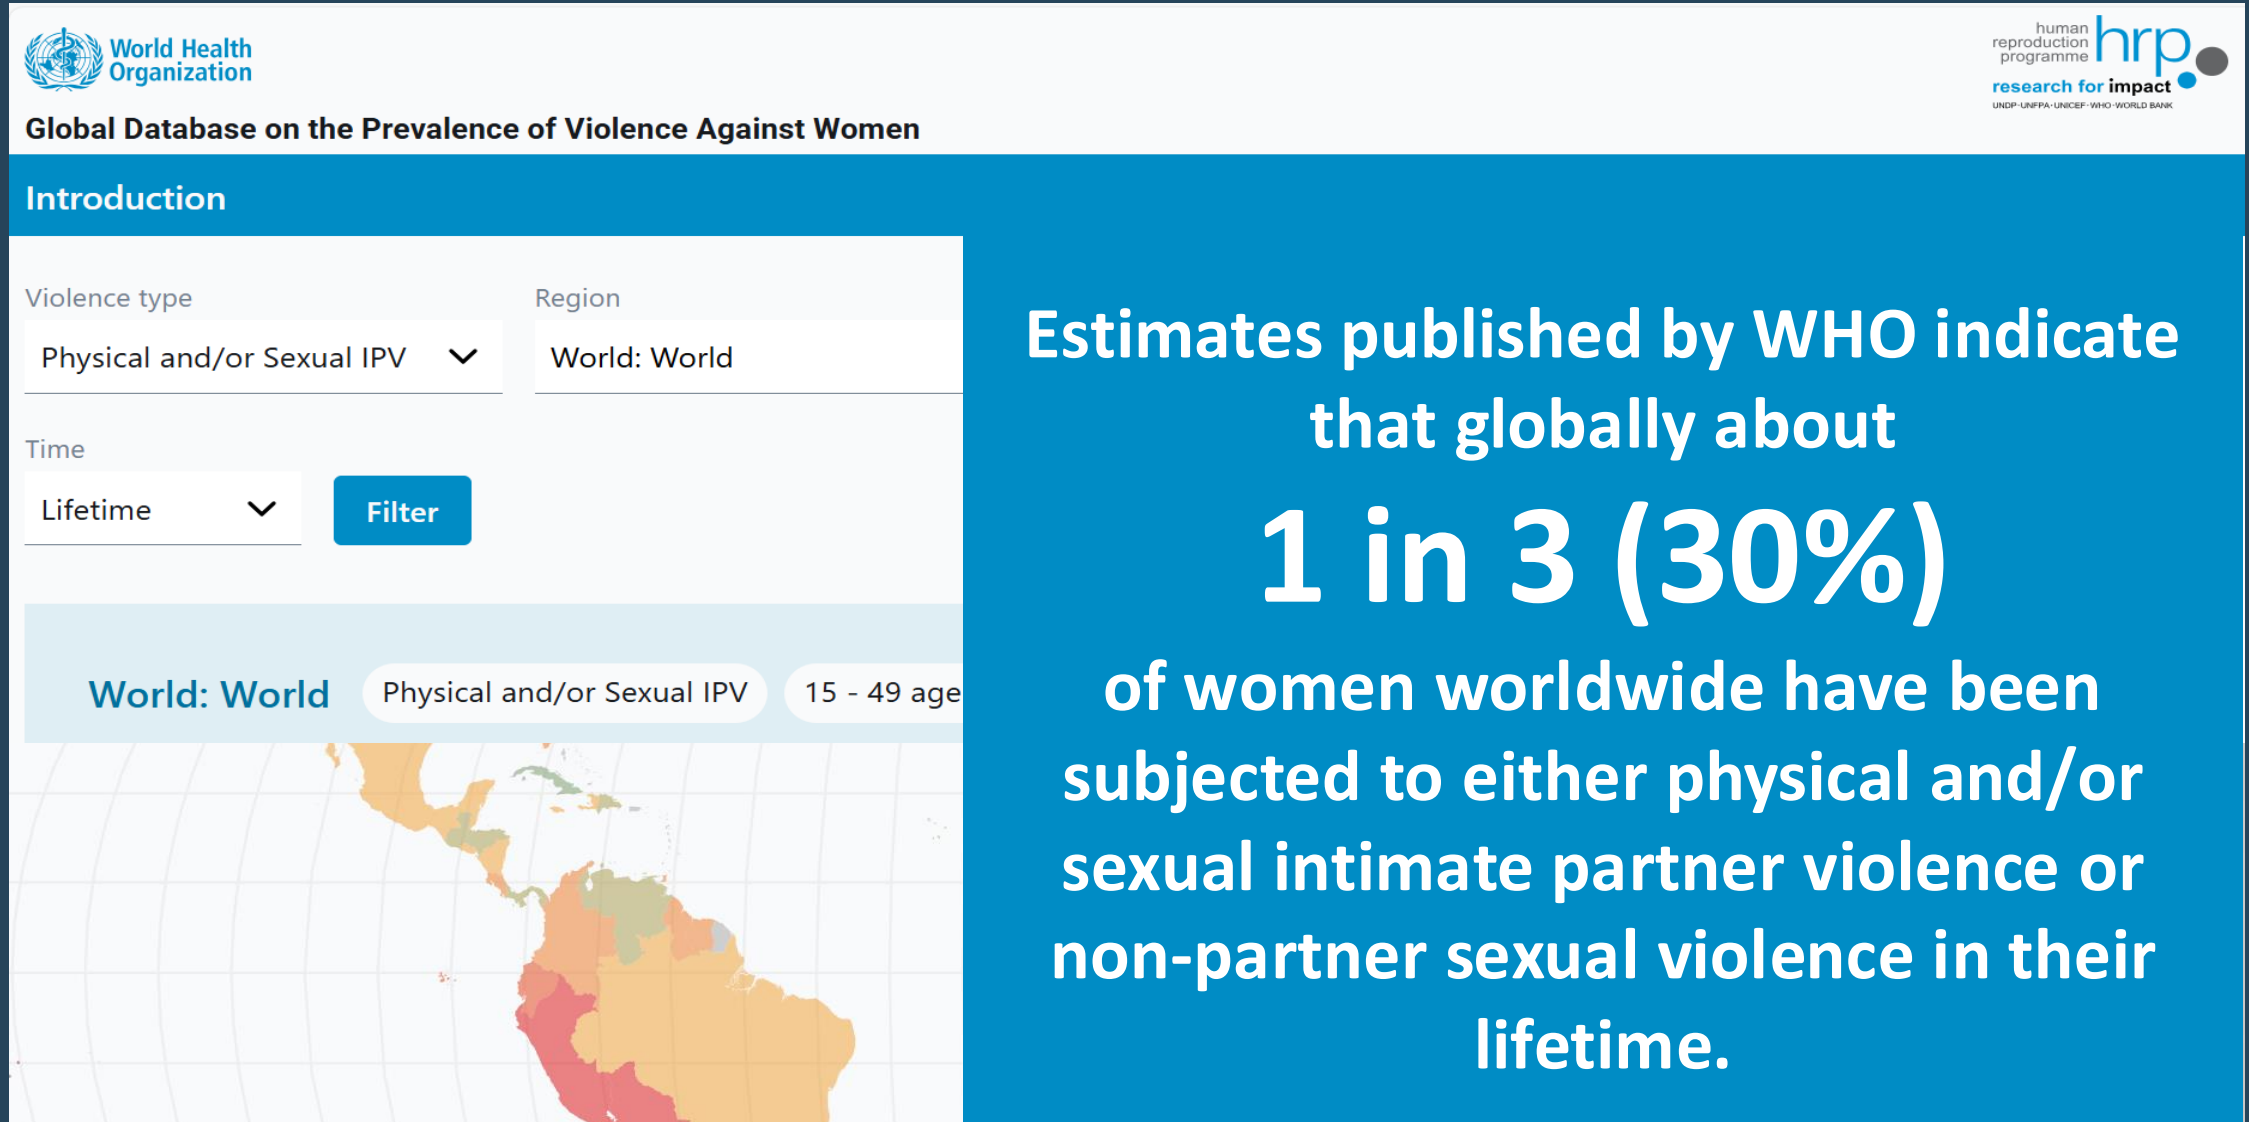 World Health
Organization
human
reproduction
programme
hrp
research for impact
UNDP·UNFPA·UNICEF·WHO·WORLD BANK
Global Database on the Prevalence of Violence Against Women
Introduction
Violence type
Region
Physical and/or Sexual IPV
World: World
Time
Lifetime
Filter
World: World
Physical and/or Sexual IPV
15 - 49 age
Estimates published by WHO indicate
that globally about
1 in 3 (30%)
of women worldwide have been
subjected to either physical and/or
sexual intimate partner violence or
non-partner sexual violence in their
lifetime.